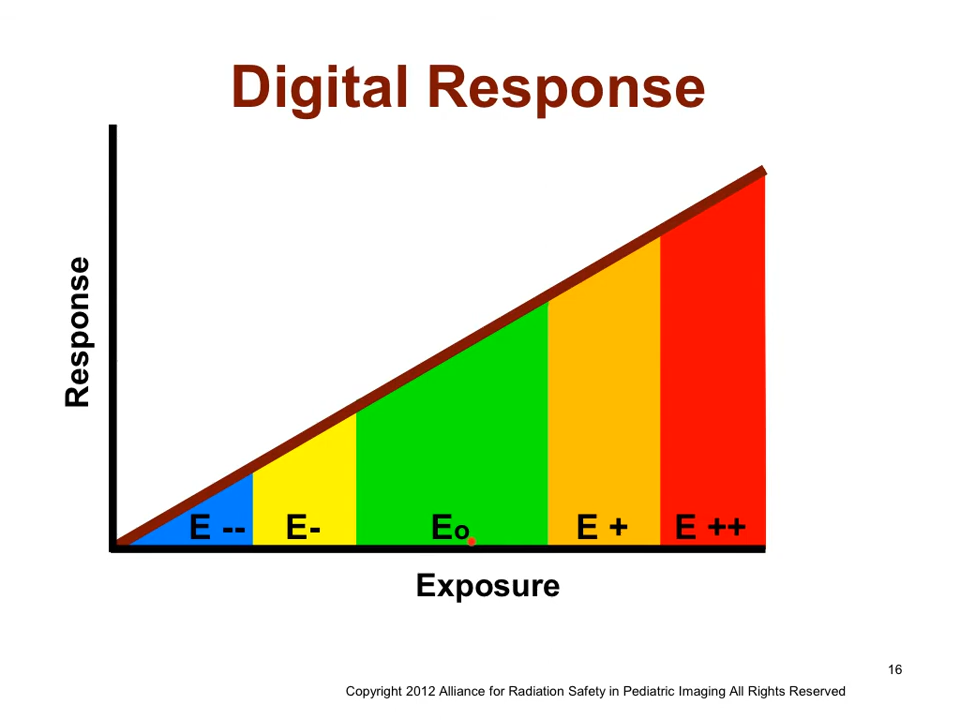 Digital Response
Response
E -- E- Eo E + E ++
Exposure
16
Copyright 2012 Alliance for Radiation Safety in Pediatric Imaging All Rights Reserved